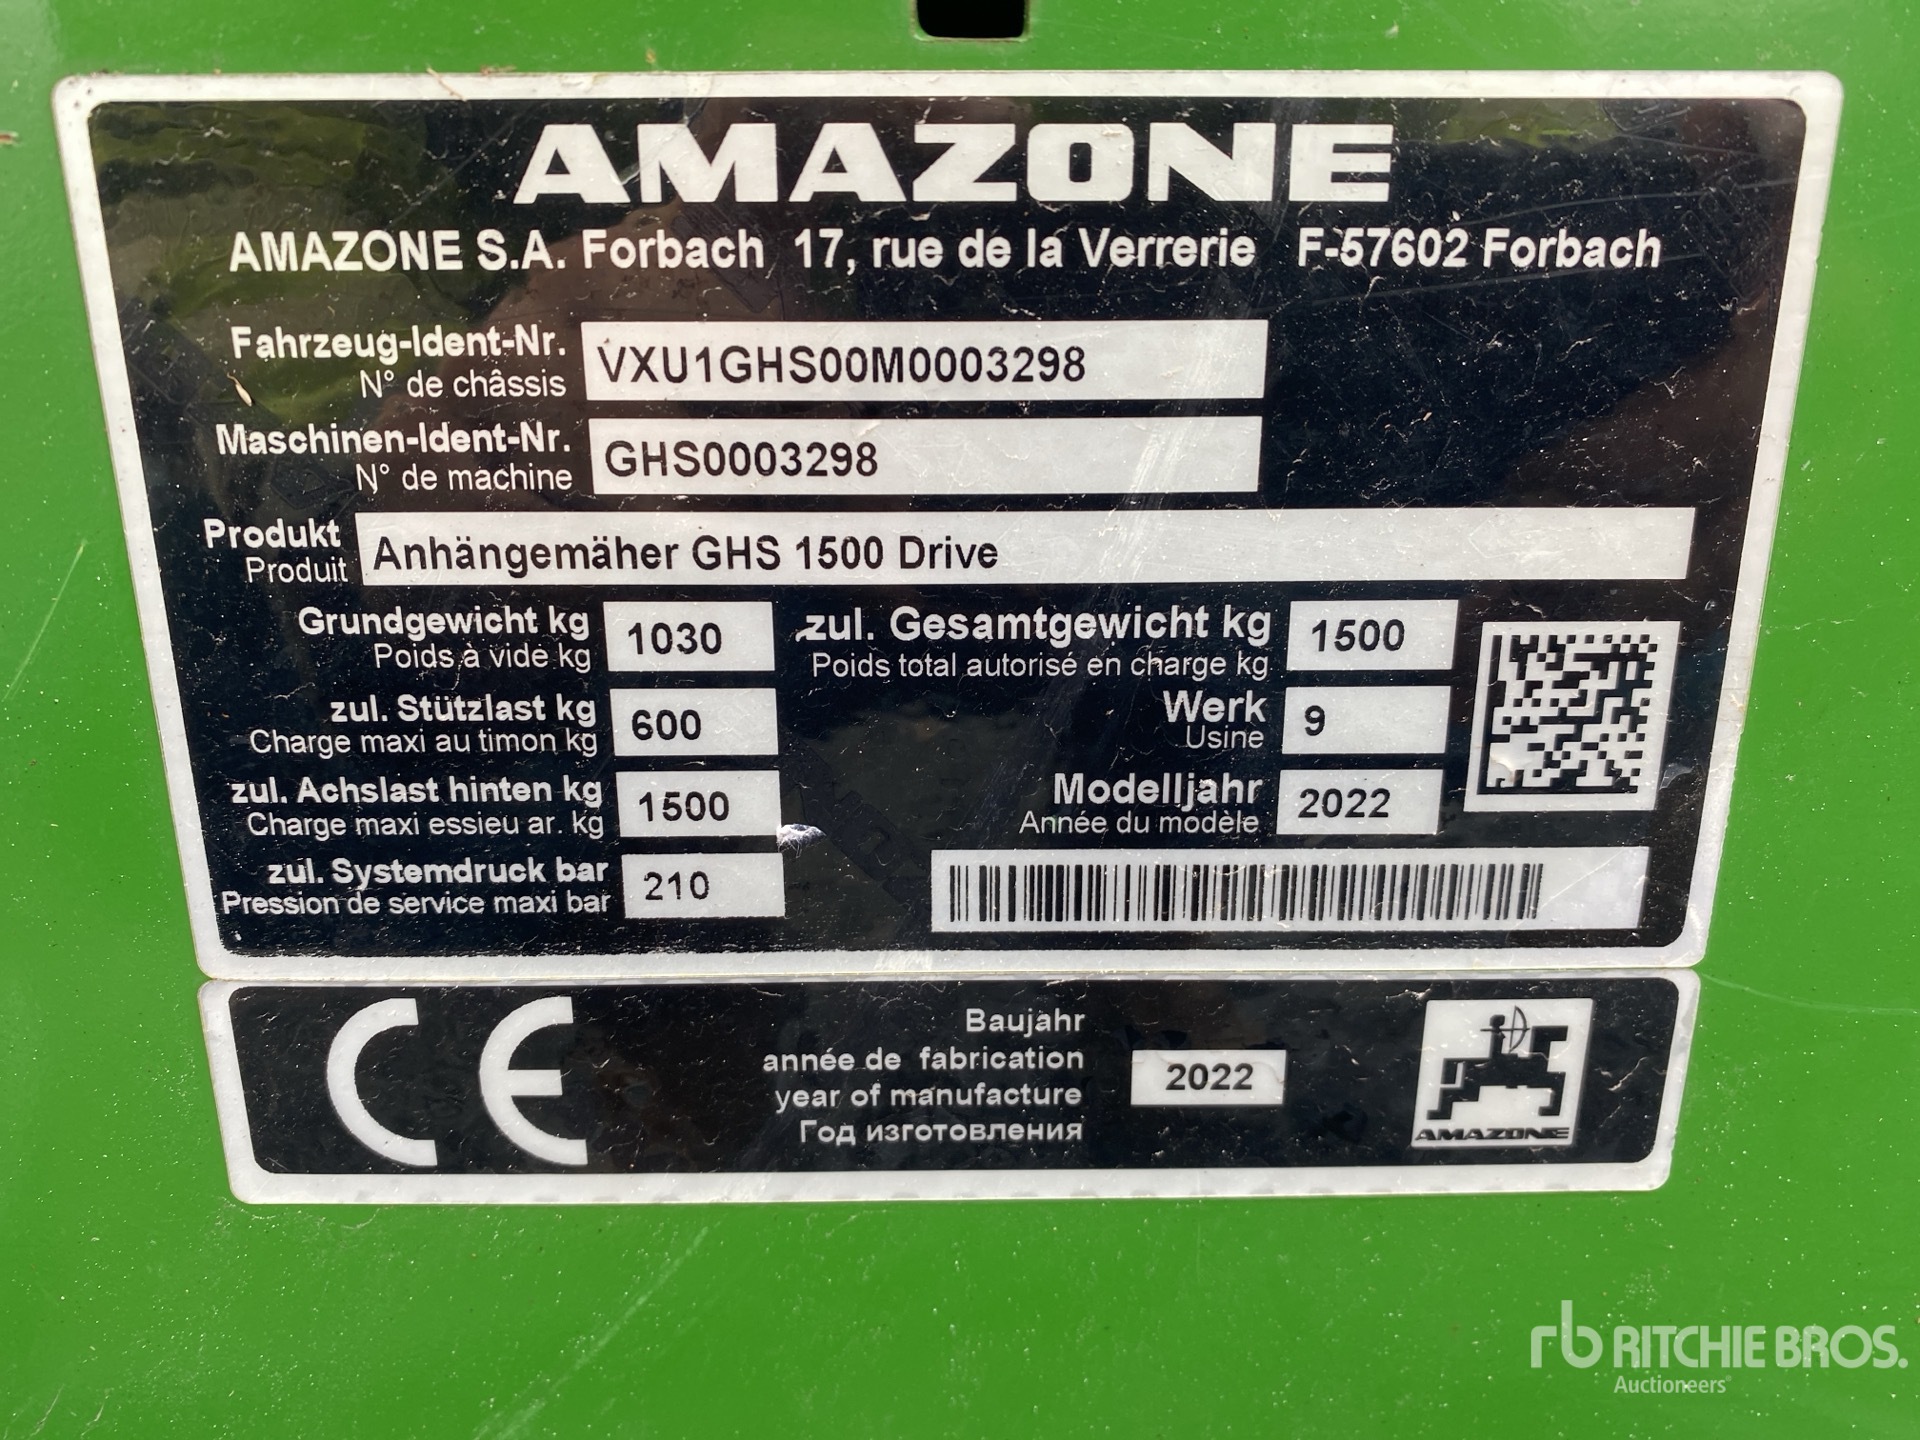 AMAZONE
AMAZONE S.A. Forbach 17, rue de la Verrerie F-57602 Forbach
Fahrzeug-Ident-Nr. VXU1GHS00M0003298
N° de châssis
Maschinen-Ident-Nr. GHS0003298
N° de machine
Produkt Anhängemäher GHS 1500 Drive
Produit
Grundgewicht kg 1030 zul. Gesamtgewicht kg 1500
Poids à vide kg Poids total autorisé en charge kg
zul. Stützlast kg 600 Werk 9
Charge maxi au timon kg Usine
zul. Achslast hinten kg 1500 Modelljahr 2022
Charge maxi essieu ar. kg Année du modèle
zul. Systemdruck bar 210
Pression de service maxi bar
CE
Baujahr
année de fabrication
year of manufacture 2022
Год изготовления
AMAZONE
rb RITCHIE BROS.
Auctioneers